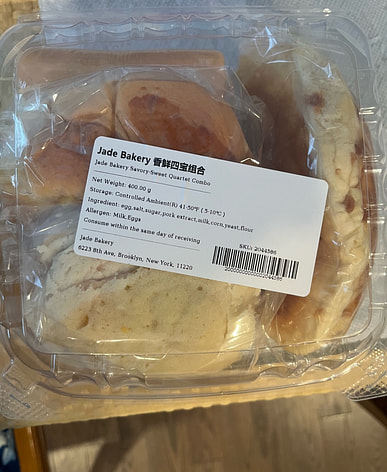 Jade Bakery 香鲜四宝组合
Jade Bakery Savory-Sweet Quartet Combo
Net Weight: 400.00 g
Storage: Controlled Ambient(R) 41-50°F ( 5-10°C )
Ingredient: egg,salt,sugar,pork extract,milk,corn,yeast,flour
Allergen: Milk,Eggs
Consume within the same day of receiving
Jade Bakery
6223 8th Ave, Brooklyn, New York, 11220
SKU: 2044586